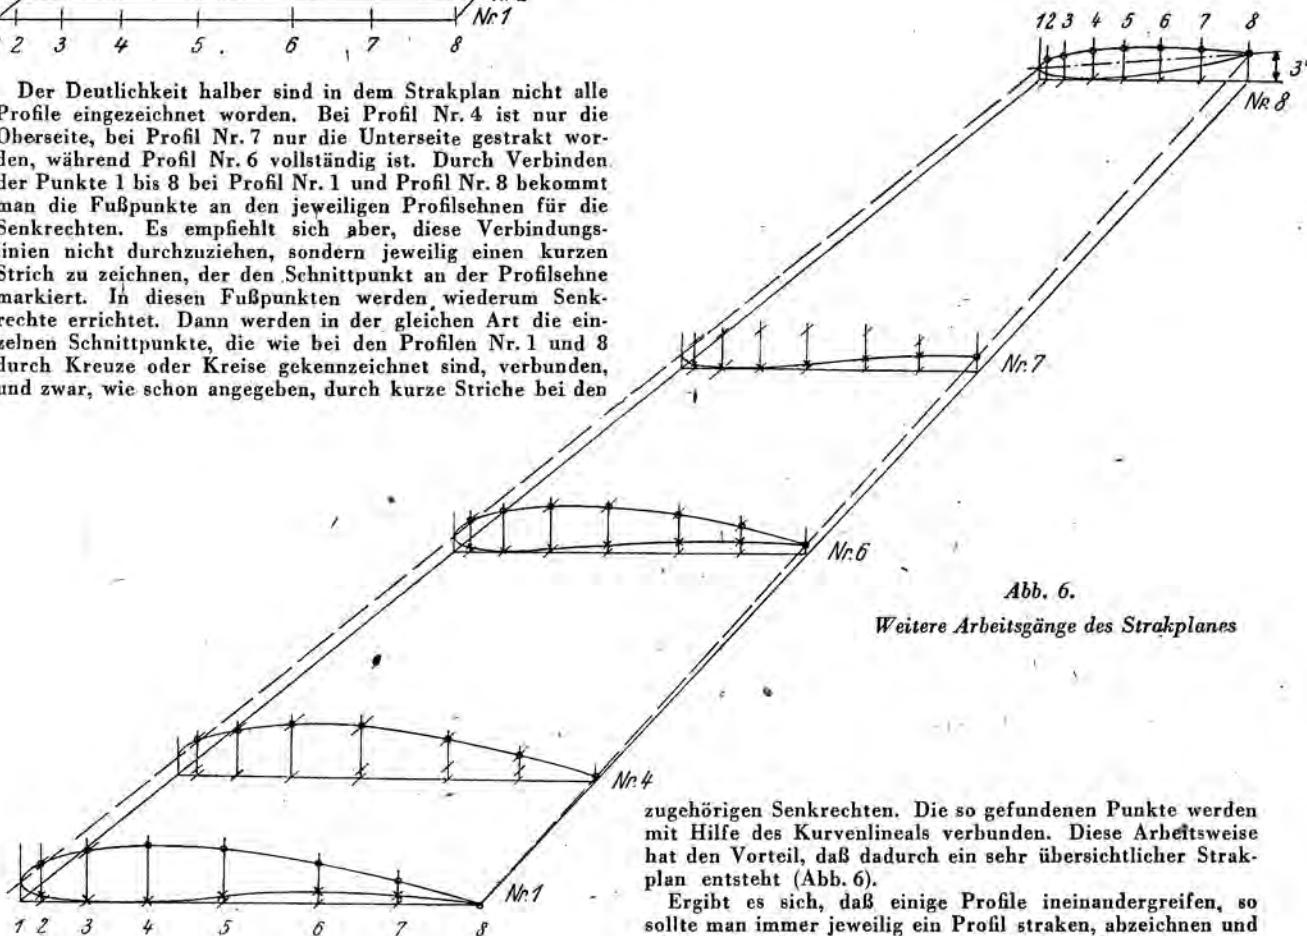 Nr. 1
2 3 4 5 6 7 8
Der Deutlichkeit halber sind in dem Strakplan nicht alle
Profile eingezeichnet worden. Bei Profil Nr. 4 ist nur die
Oberseite, bei Profil Nr. 7 nur die Unterseite gestrakt wor-
den, während Profil Nr. 6 vollständig ist. Durch Verbinden
der Punkte 1 bis 8 bei Profil Nr. 1 und Profil Nr. 8 bekommt
man die Fußpunkte an den jeweiligen Profilsehnen für die
Senkrechten. Es empfiehlt sich aber, diese Verbindungs-
linien nicht durchzuziehen, sondern jeweilig einen kurzen
Strich zu zeichnen, der den Schnittpunkt an der Profilsehne
markiert. In diesen Fußpunkten werden wiederum Senk-
rechte errichtet. Dann werden in der gleichen Art die ein-
zelnen Schnittpunkte, die wie bei den Profilen Nr. 1 und 8
durch Kreuze oder Kreise gekennzeichnet sind, verbunden,
und zwar, wie schon angegeben, durch kurze Striche bei den
1 2 3 4 5 6 7 8
3°
Nr. 8
Nr. 7
Nr. 6
Abb. 6.
Weitere Arbeitsgänge des Strakplanes
Nr. 4
Nr. 1
1 2 3 4 5 6 7 8
zugehörigen Senkrechten. Die so gefundenen Punkte werden
mit Hilfe des Kurvenlineals verbunden. Diese Arbeitsweise
hat den Vorteil, daß dadurch ein sehr übersichtlicher Strak-
plan entsteht (Abb. 6).
Ergibt es sich, daß einige Profile ineinandergreifen, so
sollte man immer jeweilig ein Profil straken, abzeichnen und